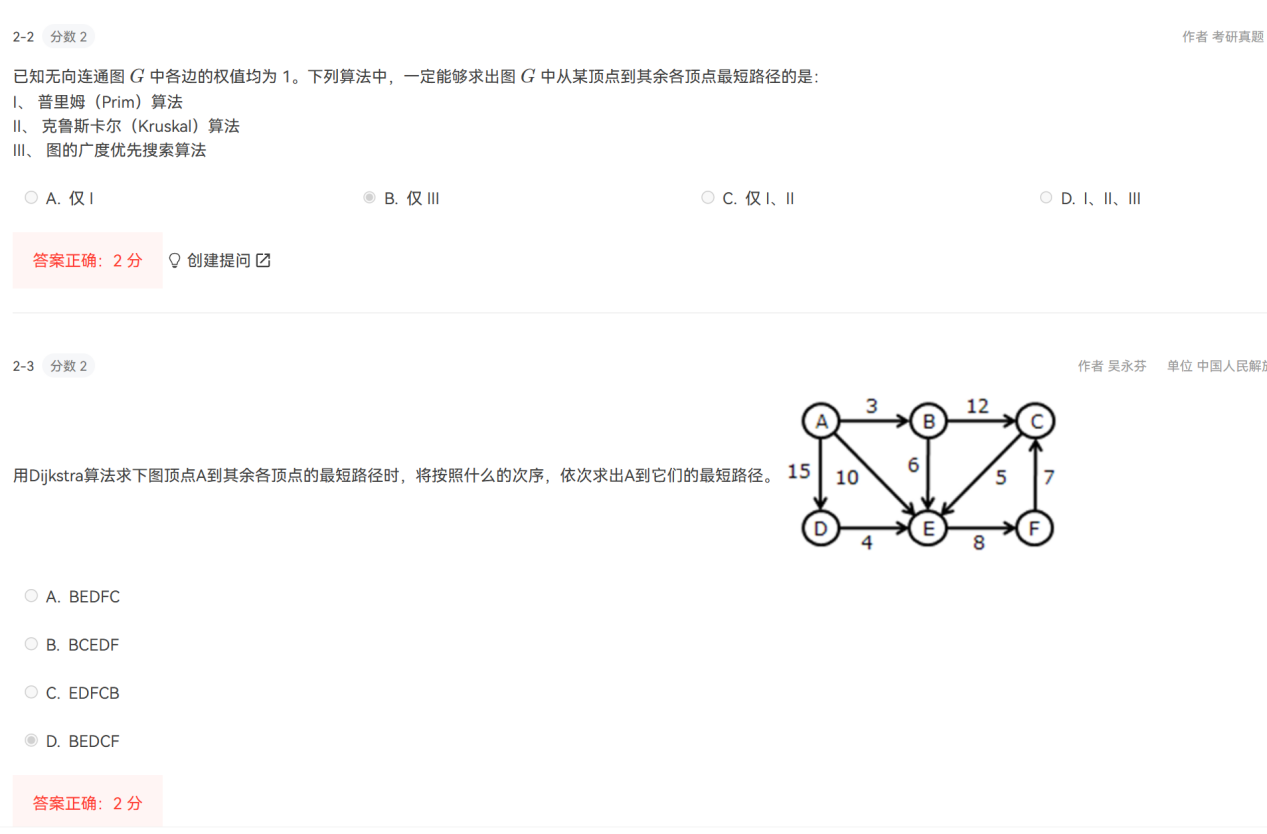 2-2 分数 2 作者 考研真题
已知无向连通图 G 中各边的权值均为 1。下列算法中，一定能够求出图 G 中从某顶点到其余各顶点最短路径的是：
I、 普里姆（Prim）算法
II、 克鲁斯卡尔（Kruskal）算法
III、 图的广度优先搜索算法
A. 仅 I B. 仅 III C. 仅 I、II D. I、II、III
答案正确：2 分 创建提问
2-3 分数 2 作者 吴永芬 单位 中国人民解放
3 12
A B C
用Dijkstra算法求下图顶点A到其余各顶点的最短路径时，将按照什么的次序，依次求出A到它们的最短路径。
15 10 6 5 7
D E F
4 8
A. BEDFC
B. BCEDF
C. EDFCB
D. BEDCF
答案正确：2 分